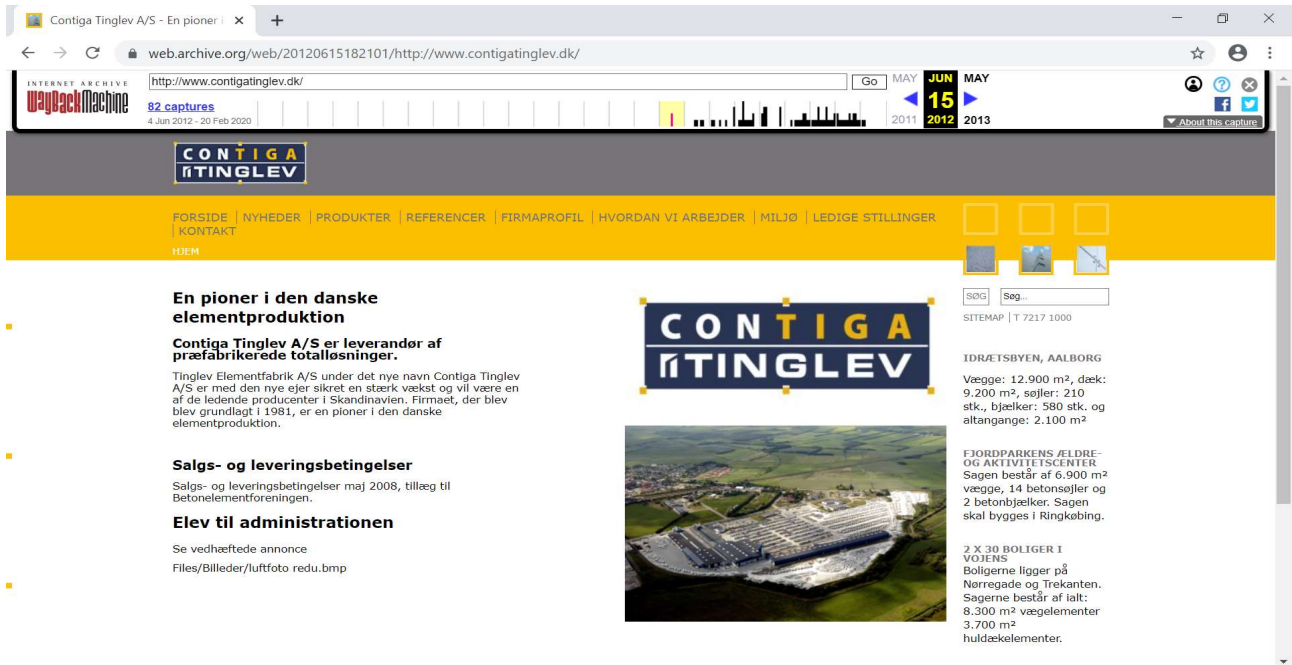 Contiga Tinglev A/S - En pioner i
web.archive.org/web/20120615182101/http://www.contigatinglev.dk/
INTERNET ARCHIVE
WayBackMachine
http://www.contigatinglev.dk/
Go
82 captures
4 Jun 2012 - 20 Feb 2020
MAY JUN MAY
15
2011 2012 2013
About this capture
CONTIGA
TINGLEV
FORSIDE | NYHEDER | PRODUKTER | REFERENCER | FIRMAPROFIL | HVORDAN VI ARBEJDER | MILJØ | LEDIGE STILLINGER
| KONTAKT
HJEM
En pioner i den danske
elementproduktion
Contiga Tinglev A/S er leverandør af
præfabrikerede totalløsninger.
Tinglev Elementfabrik A/S under det nye navn Contiga Tinglev
A/S er med den nye ejer sikret en stærk vækst og vil være en
af de ledende producenter i Skandinavien. Firmaet, der blev
blev grundlagt i 1981, er en pioner i den danske
elementproduktion.
Salgs- og leveringsbetingelser
Salgs- og leveringsbetingelser maj 2008, tillæg til
Betonelementforeningen.
Elev til administrationen
Se vedhæftede annonce
Files/Billeder/luftfoto redu.bmp
CONTIGA
TINGLEV
SØG Søg...
SITEMAP | T 7217 1000
IDRÆTSBYEN, AALBORG
Vægge: 12.900 m², dæk:
9.200 m², søjler: 210
stk., bjælker: 580 stk. og
altangange: 2.100 m²
FJORDPARKENS ÆLDRE-
OG AKTIVITETSCENTER
Sagen består af 6.900 m²
vægge, 14 betonsøjler og
2 betonbjælker. Sagen
skal bygges i Ringkøbing.
2 X 30 BOLIGER I
VOJENS
Boligerne ligger på
Nørregade og Trekanten.
Sagerne består af ialt:
8.300 m² vægelementer
3.700 m²
huldækelementer.